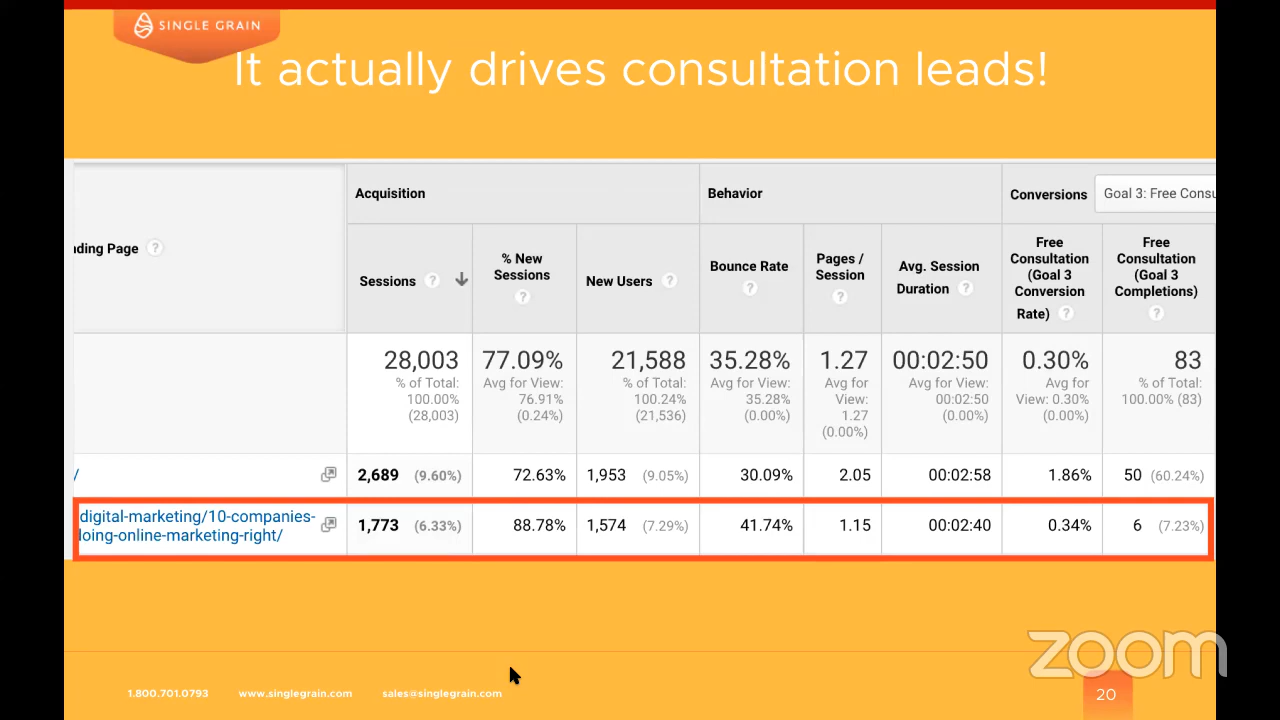 SINGLE GRAIN
It actually drives consultation leads!
Acquisition
Behavior
Conversions
Goal 3: Free Consu
nding Page ?
Sessions ?
% New
Sessions
?
New Users ?
Bounce Rate
?
Pages /
Session
?
Avg. Session
Duration ?
Free
Consultation
(Goal 3
Conversion
Rate) ?
Free
Consultation
(Goal 3
Completions)
?
28,003
% of Total:
100.00%
(28,003)
77.09%
Avg for View:
76.91%
(0.24%)
21,588
% of Total:
100.24%
(21,536)
35.28%
Avg for View:
35.28%
(0.00%)
1.27
Avg for
View:
1.27
(0.00%)
00:02:50
Avg for View:
00:02:50
(0.00%)
0.30%
Avg for
View: 0.30%
(0.00%)
83
% of Total:
100.00% (83)
/
2,689 (9.60%)
72.63%
1,953 (9.05%)
30.09%
2.05
00:02:58
1.86%
50 (60.24%)
digital-marketing/10-companies-
doing-online-marketing-right/
1,773 (6.33%)
88.78%
1,574 (7.29%)
41.74%
1.15
00:02:40
0.34%
6 (7.23%)
zoom
1.800.701.0793
www.singlegrain.com
sales@singlegrain.com
20